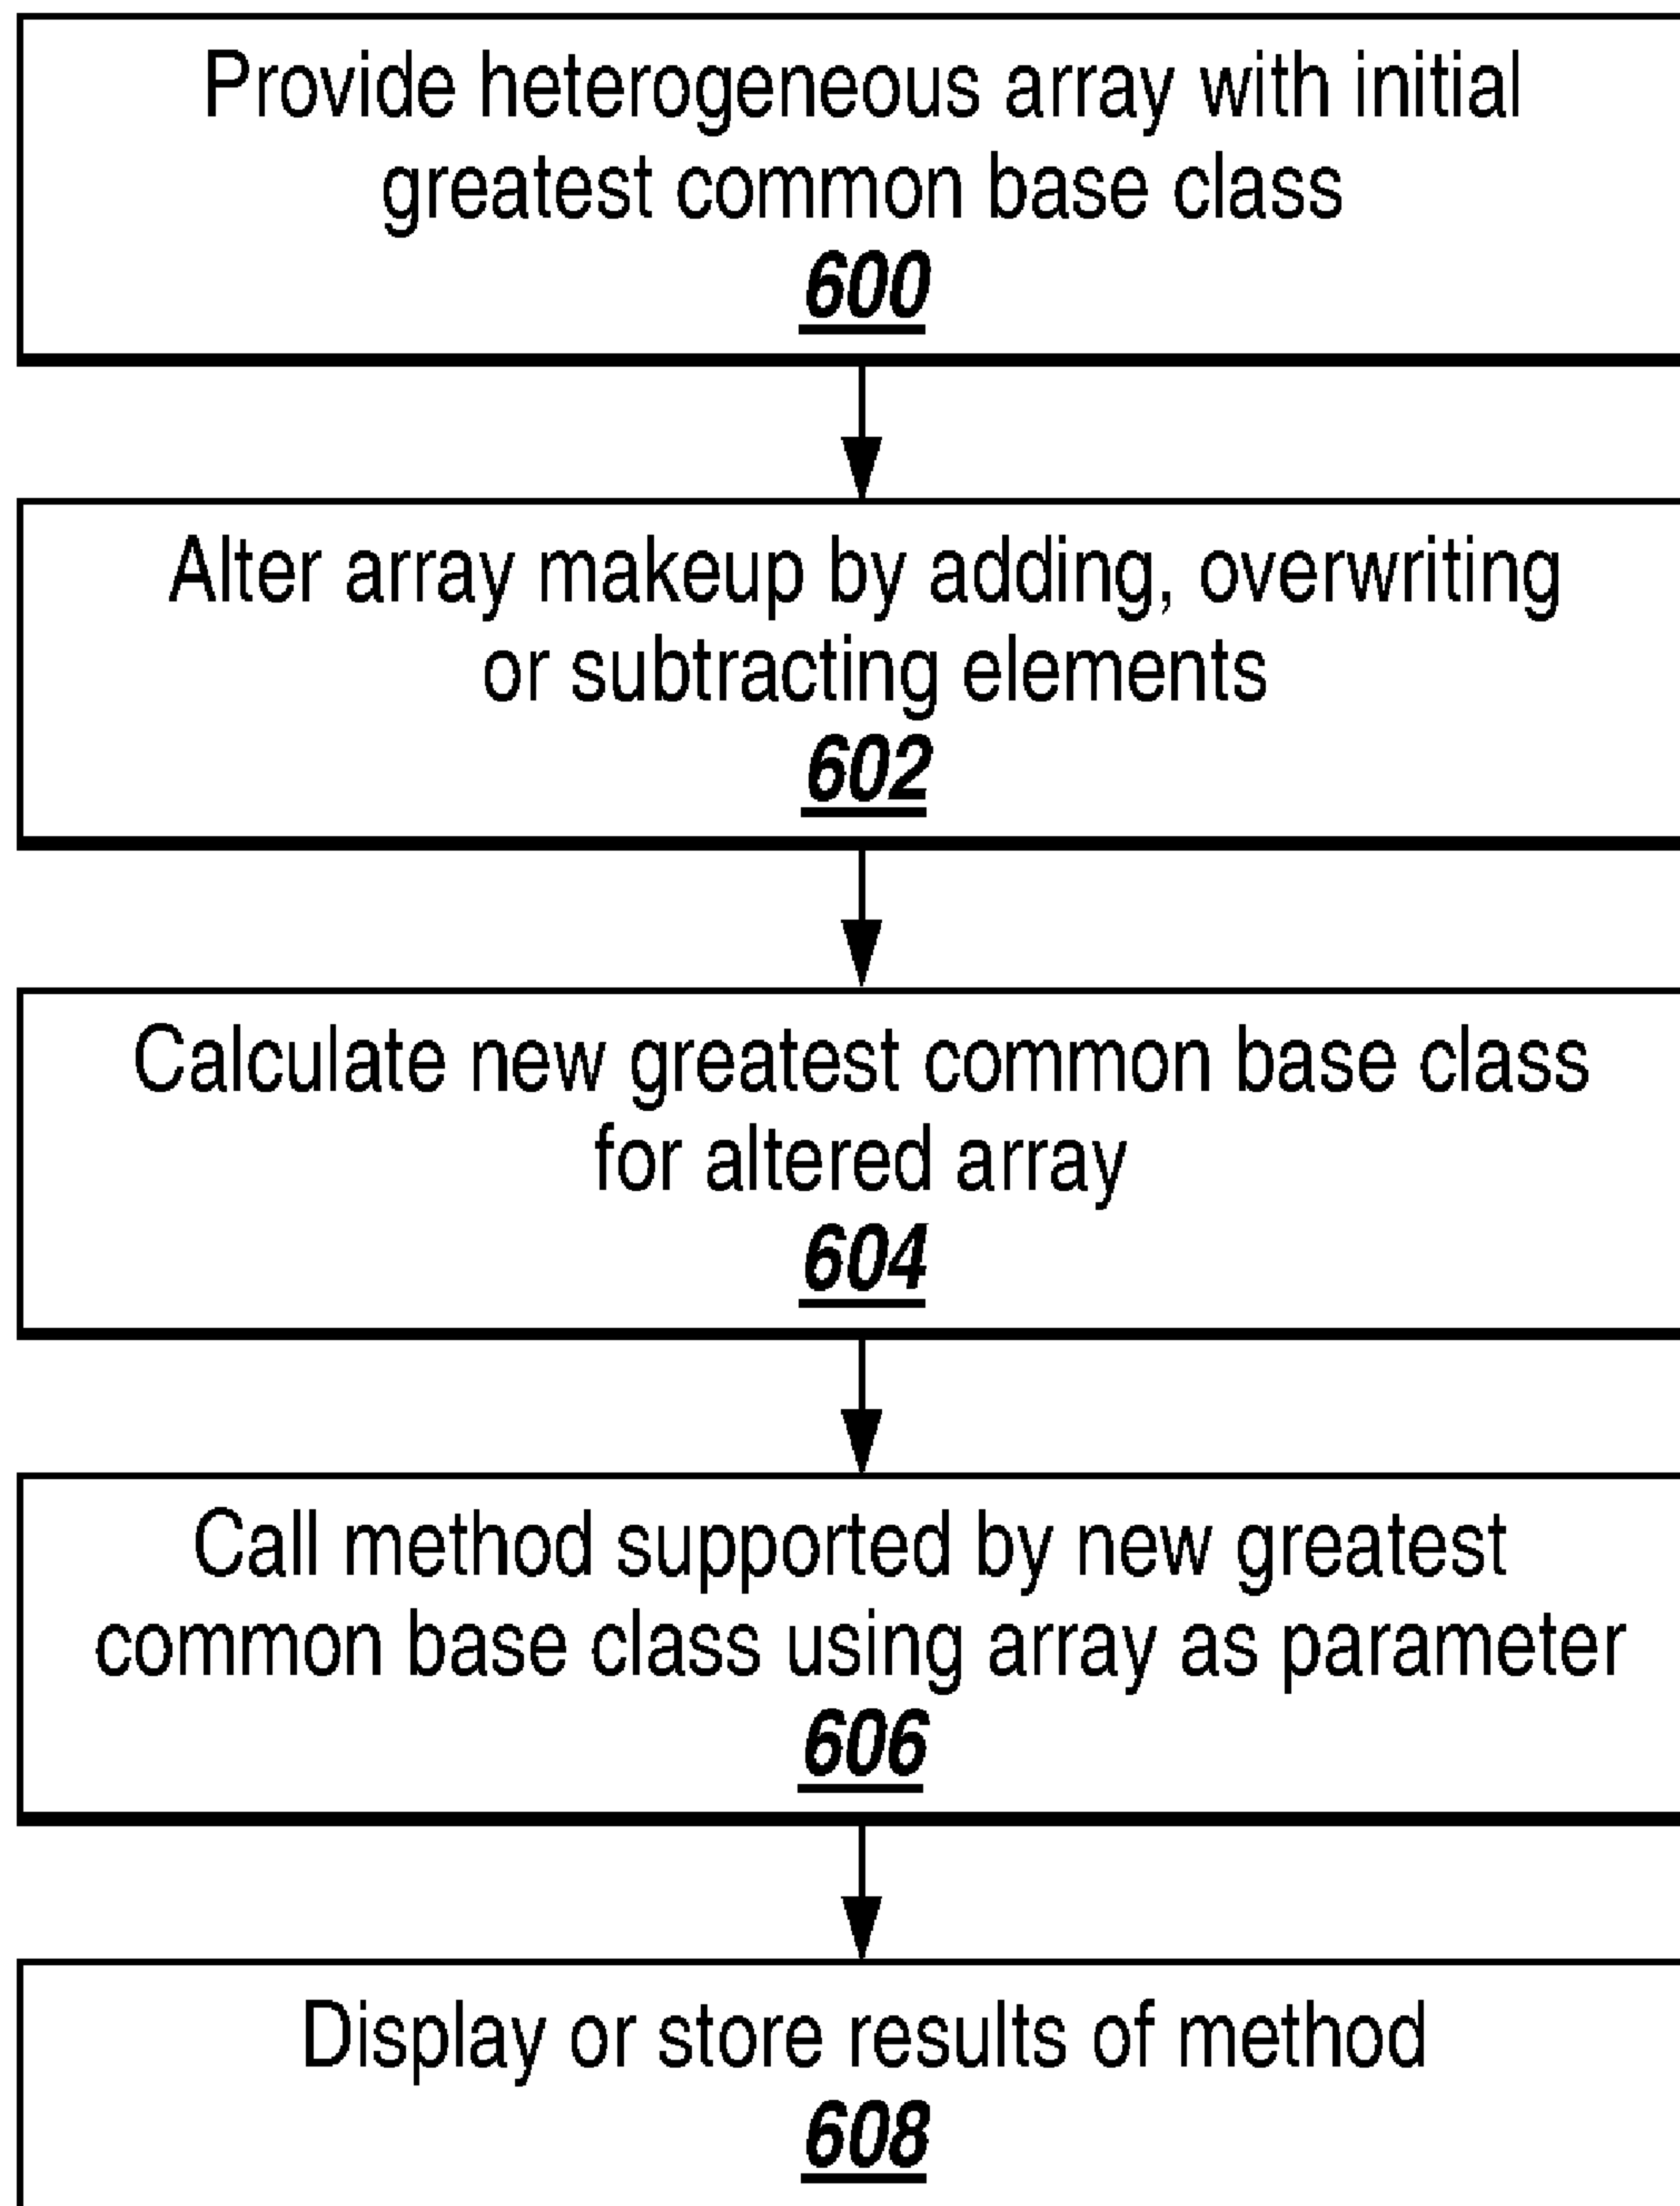 Provide heterogeneous array with initial
greatest common base class
600
Alter array makeup by adding, overwriting
or subtracting elements
602
Calculate new greatest common base class
for altered array
604
Call method supported by new greatest
common base class using array as parameter
606
Display or store results of method
608